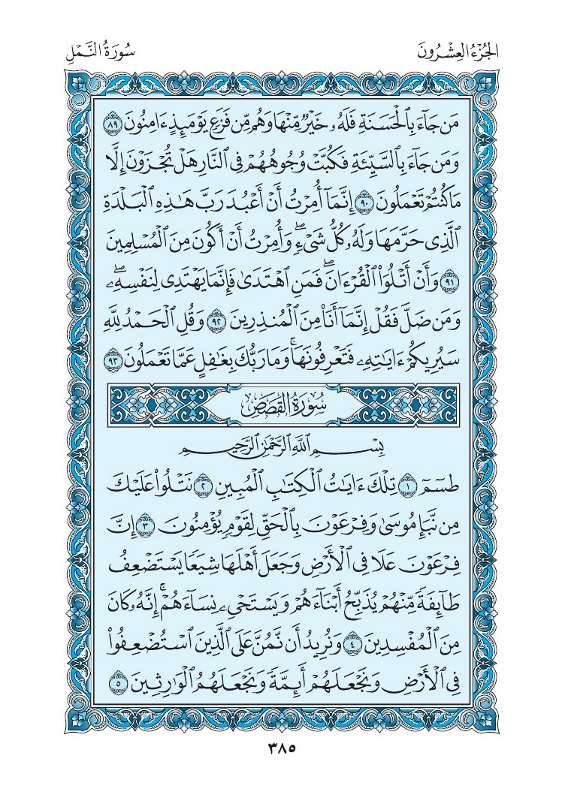 الجُزْءُ العِشْرُونَ
سُورَةُ النَّمْلِ
مَن جَآءَ بِٱلْحَسَنَةِ فَلَهُۥ خَيْرٌ مِّنْهَا وَهُم مِّن فَزَعٍ يَوْمَئِذٍ ءَامِنُونَ ٨٩
وَمَن جَآءَ بِٱلسَّيِّئَةِ فَكُبَّتْ وُجُوهُهُمْ فِي ٱلنَّارِ هَلْ تُجْزَوْنَ إِلَّا
مَا كُنتُمْ تَعْمَلُونَ ٩٠ إِنَّمَآ أُمِرْتُ أَنْ أَعْبُدَ رَبَّ هَٰذِهِ ٱلْبَلْدَةِ
ٱلَّذِي حَرَّمَهَا وَلَهُۥ كُلُّ شَيْءٍۖ وَأُمِرْتُ أَنْ أَكُونَ مِنَ ٱلْمُسْلِمِينَ
٩١ وَأَنْ أَتْلُوَا۟ ٱلْقُرْءَانَۖ فَمَنِ ٱهْتَدَىٰ فَإِنَّمَا يَهْتَدِي لِنَفْسِهِۦۖ
وَمَن ضَلَّ فَقُلْ إِنَّمَآ أَنَا۠ مِنَ ٱلْمُنذِرِينَ ٩٢ وَقُلِ ٱلْحَمْدُ لِلَّهِ
سَيُرِيكُمْ ءَايَٰتِهِۦ فَتَعْرِفُونَهَاۚ وَمَا رَبُّكَ بِغَٰفِلٍ عَمَّا تَعْمَلُونَ ٩٣
سُورَةُ القَصَصِ
بِسْمِ ٱللَّهِ ٱلرَّحْمَٰنِ ٱلرَّحِيمِ
طسٓمٓ ١ تِلْكَ ءَايَٰتُ ٱلْكِتَٰبِ ٱلْمُبِينِ ٢ نَتْلُوا۟ عَلَيْكَ
مِن نَّبَإِ مُوسَىٰ وَفِرْعَوْنَ بِٱلْحَقِّ لِقَوْمٍ يُؤْمِنُونَ ٣ إِنَّ
فِرْعَوْنَ عَلَا فِي ٱلْأَرْضِ وَجَعَلَ أَهْلَهَا شِيَعًا يَسْتَضْعِفُ
طَآئِفَةً مِّنْهُمْ يُذَبِّحُ أَبْنَآءَهُمْ وَيَسْتَحْيِۦ نِسَآءَهُمْۚ إِنَّهُۥ كَانَ
مِنَ ٱلْمُفْسِدِينَ ٤ وَنُرِيدُ أَن نَّمُنَّ عَلَى ٱلَّذِينَ ٱسْتُضْعِفُوا۟
فِي ٱلْأَرْضِ وَنَجْعَلَهُمْ أَئِمَّةً وَنَجْعَلَهُمُ ٱلْوَٰرِثِينَ ٥
٣٨٥